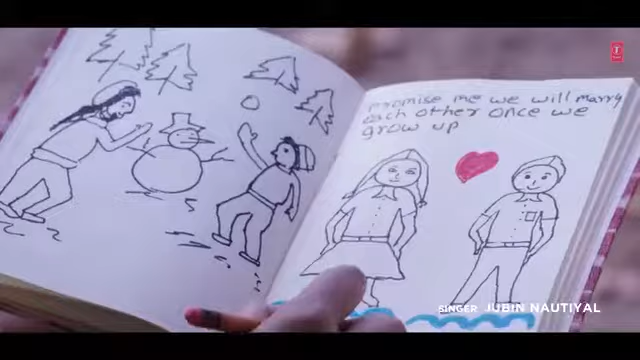 promise me we will marry
each other once we
grow up
SINGER JUBIN NAUTIYAL